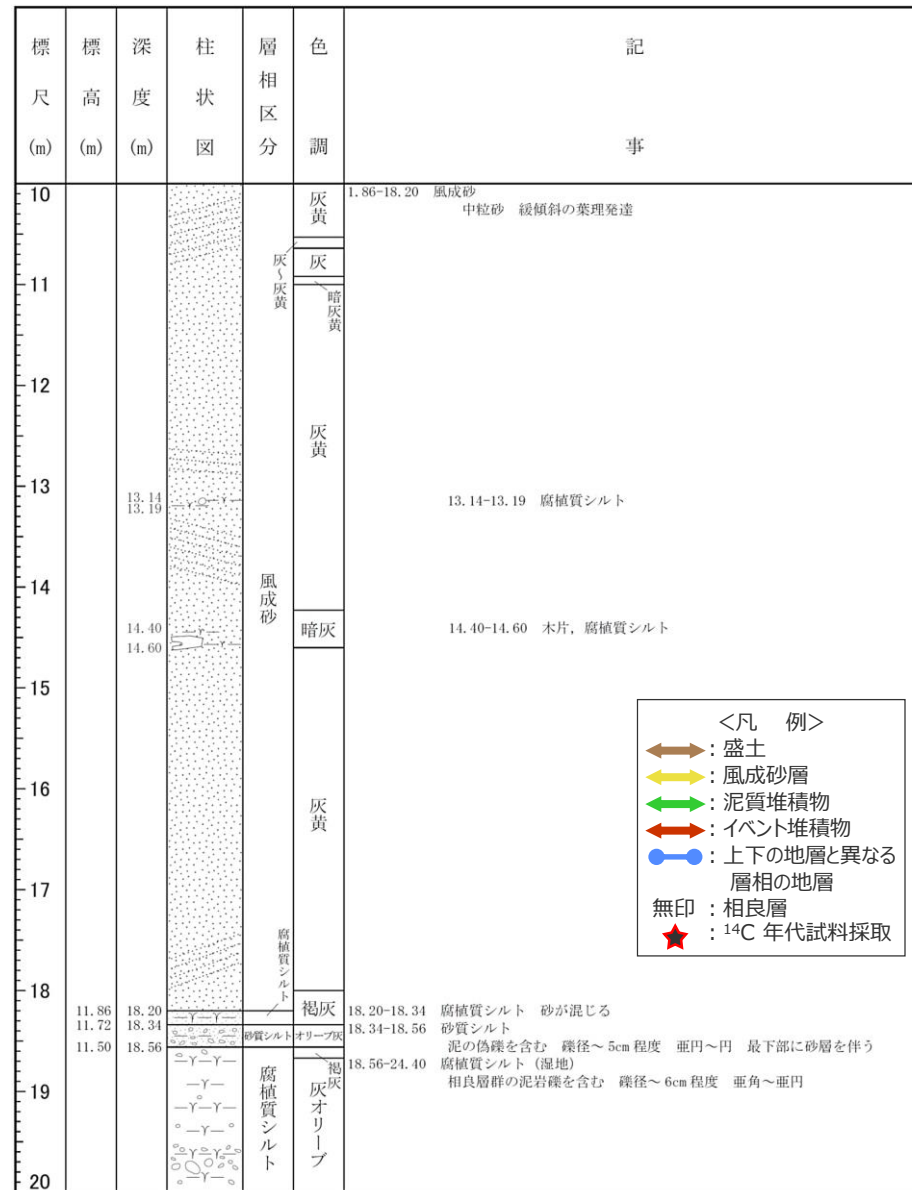 標尺(m)
標高(m)
深度(m)
柱状図
層相区分
色調
記事
10
灰黄
1.86-18.20 風成砂
中粒砂 緩傾斜の葉理発達
灰～灰黄
灰
11
暗灰黄
12
灰黄
13
13.14
13.19
13.14-13.19 腐植質シルト
14
風成砂
14.40
14.60
暗灰
14.40-14.60 木片，腐植質シルト
15
＜凡 例＞
：盛土
：風成砂層
：泥質堆積物
：イベント堆積物
：上下の地層と異なる
層相の地層
無印：相良層
：¹⁴C 年代試料採取
16
灰黄
17
腐植質シルト
18
褐灰
11.86 18.20
18.20-18.34 腐植質シルト 砂が混じる
11.72 18.34
砂質シルト
オリーブ灰
18.34-18.56 砂質シルト
泥の偽礫を含む 礫径～5cm程度 亜円～円 最下部に砂層を伴う
11.50 18.56
褐灰
18.56-24.40 腐植質シルト（湿地）
相良層群の泥岩礫を含む 礫径～6cm程度 亜角～亜円
19
腐植質シルト
灰オリーブ
20